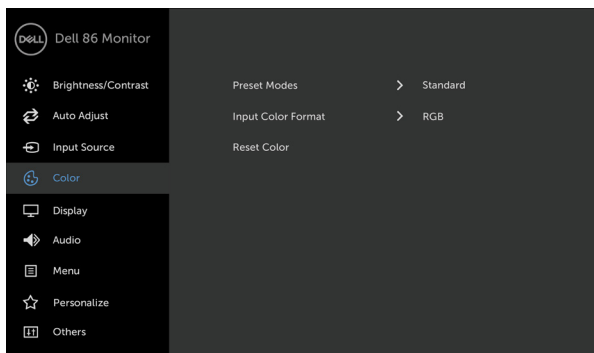 DELL Dell 86 Monitor
Brightness/Contrast
Auto Adjust
Input Source
Color
Display
Audio
Menu
Personalize
Others
Preset Modes > Standard
Input Color Format > RGB
Reset Color